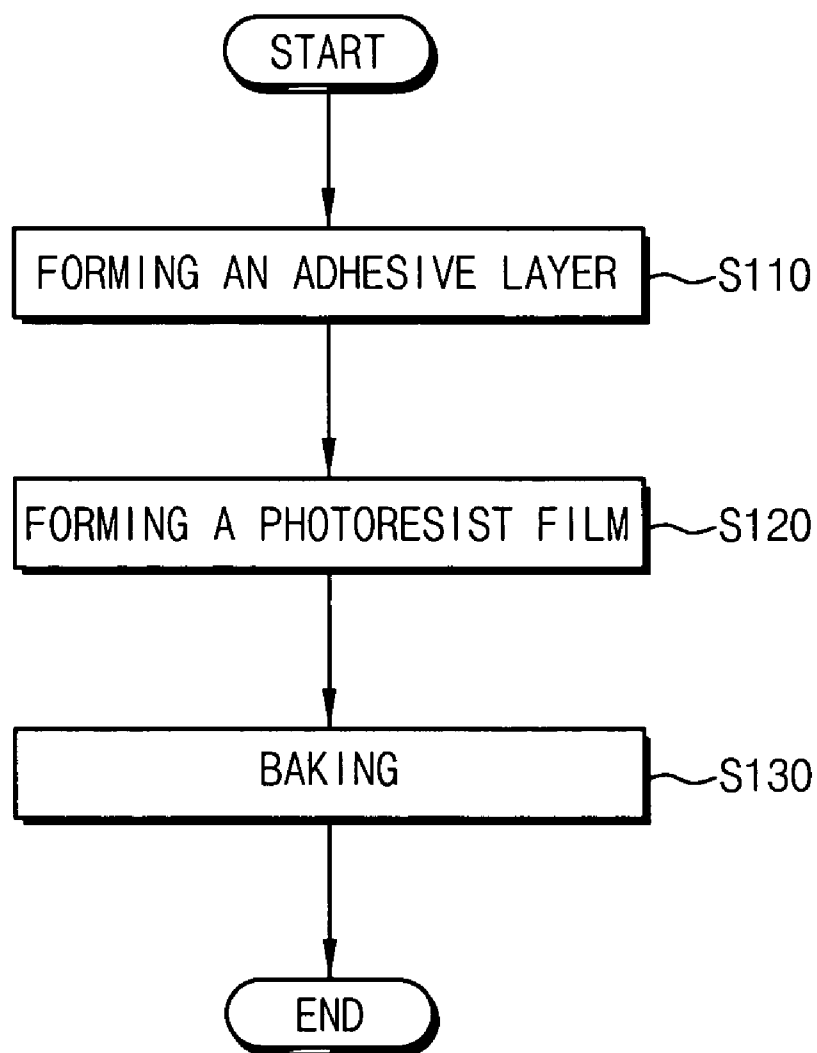 START
FORMING AN ADHESIVE LAYER
S110
FORMING A PHOTORESIST FILM
S120
BAKING
S130
END